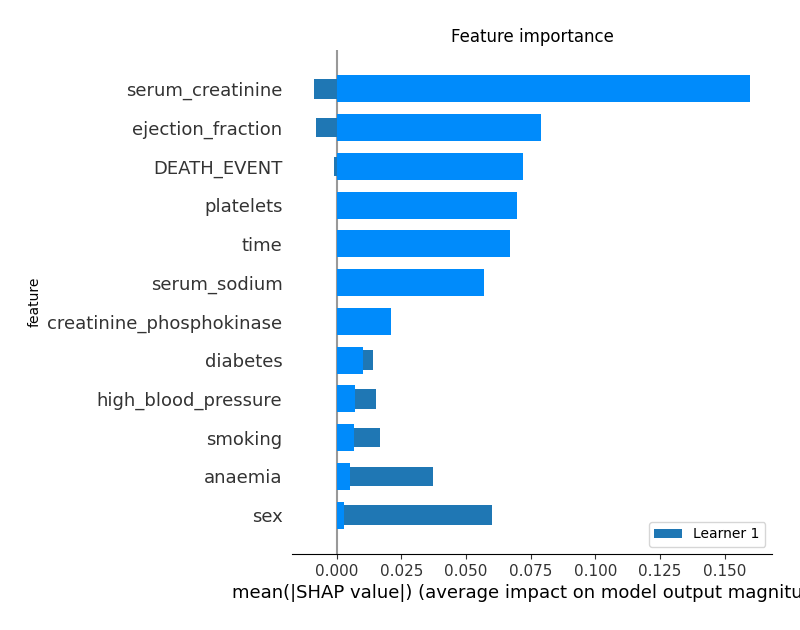 Feature importance
serum_creatinine
ejection_fraction
DEATH_EVENT
platelets
time
serum_sodium
creatinine_phosphokinase
diabetes
high_blood_pressure
smoking
anaemia
sex
feature
Learner 1
0.000 0.025 0.050 0.075 0.100 0.125 0.150
mean(|SHAP value|) (average impact on model output magnitu